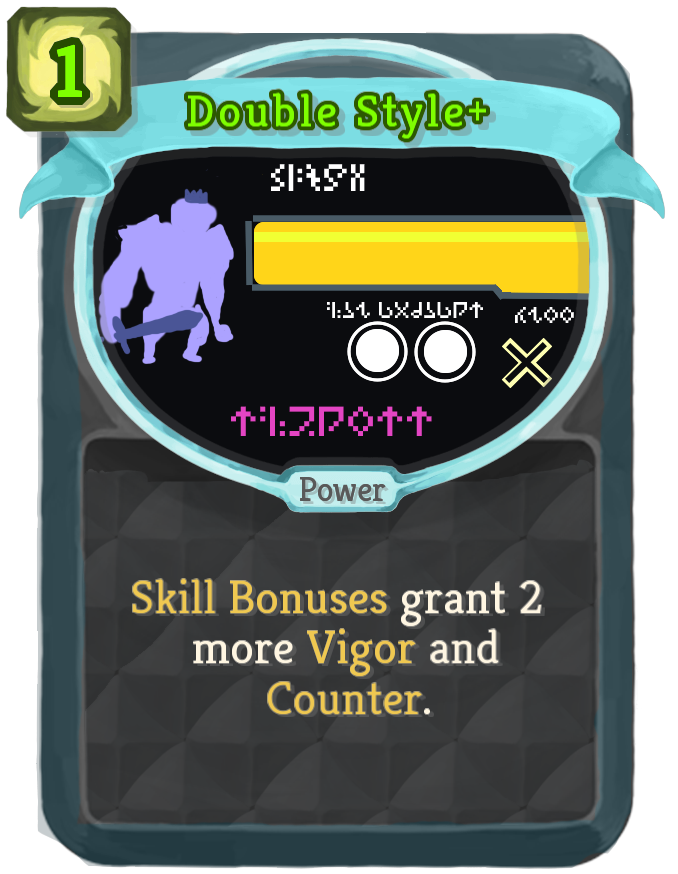 1
Double Style+
Power
Skill Bonuses grant 2
more Vigor and
Counter.